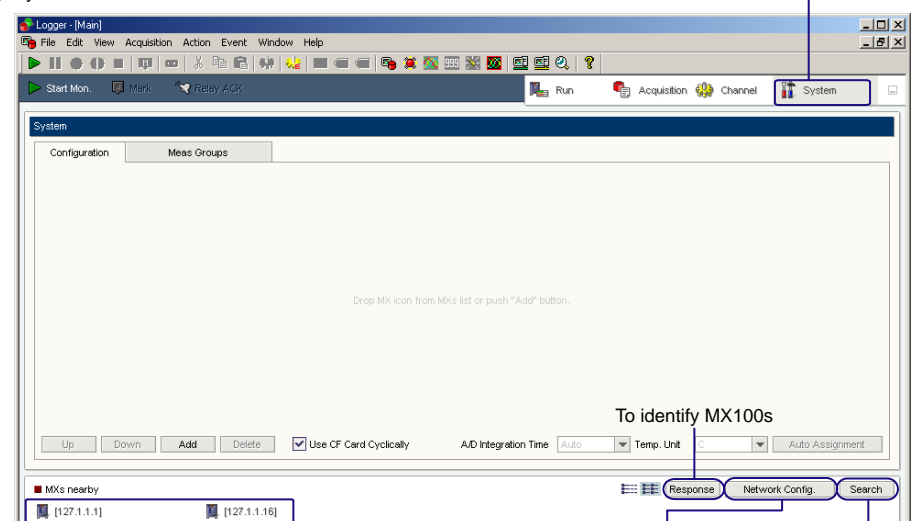 Logger - [Main]
File Edit View Acquisition Action Event Window Help
Start Mon. Mark Relay ACK Run Acquisition Channel System
System
Configuration Meas Groups
Drop MX icon from MXs list or push "Add" button.
To identify MX100s
Up Down Add Delete Use CF Card Cyclically A/D Integration Time Auto Temp. Unit C Auto Assignment
MXs nearby Response Network Config. Search
[127.1.1.1] [127.1.1.16]